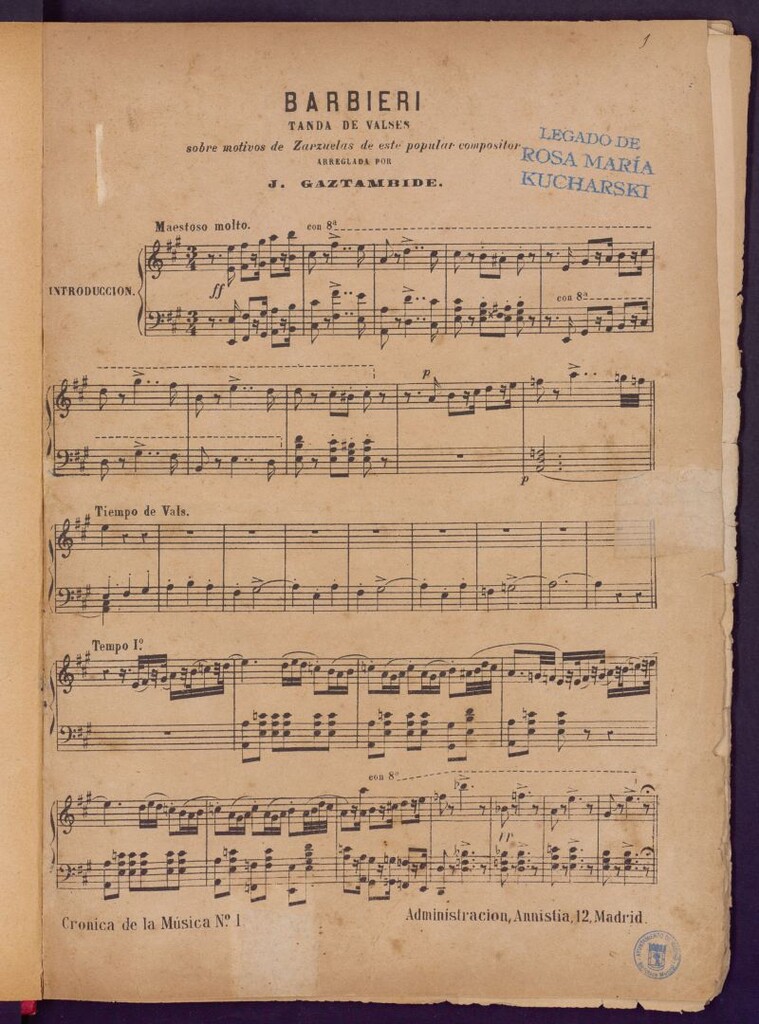 1
BARBIERI
TANDA DE VALSES
sobre motivos de Zarzuelas de este popular compositor
ARREGLADA POR
J. GAZTAMBIDE.
LEGADO DE
ROSA MARÍA
KUCHARSKI
Maestoso molto.
con 8ª
INTRODUCCION.
ff
con 8ª
p
p
Tiempo de Vals.
Tempo Iº.
con 8ª
Cronica de la Música Nº 1
Administracion, Amnistia, 12, Madrid.